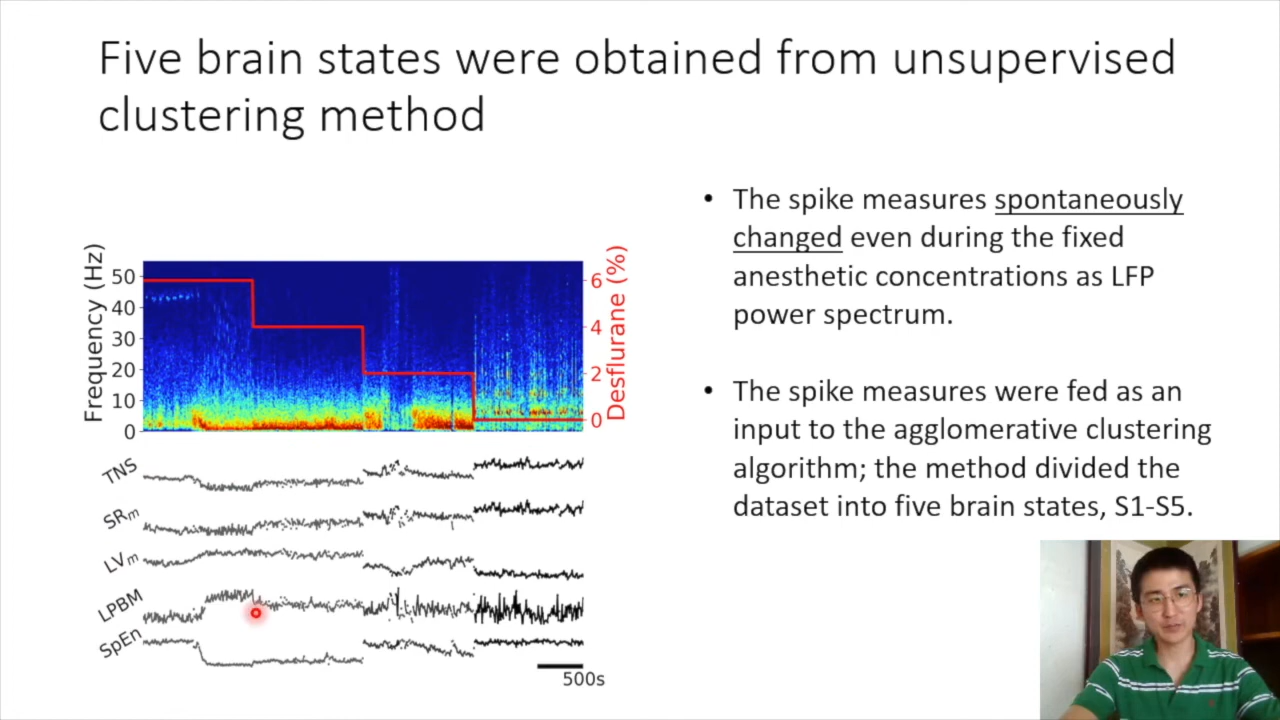 Five brain states were obtained from unsupervised
clustering method
• The spike measures spontaneously
changed even during the fixed
anesthetic concentrations as LFP
power spectrum.
• The spike measures were fed as an
input to the agglomerative clustering
algorithm; the method divided the
dataset into five brain states, S1-S5.
Frequency (Hz)
50
40
30
20
10
0
6
4
2
0
Desflurane (%)
TNS
SRm
LVm
LPBM
SpEn
500s